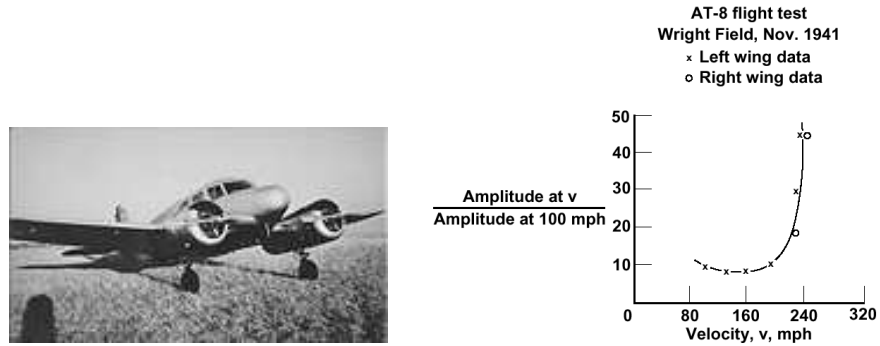 AT-8 flight test
Wright Field, Nov. 1941
x Left wing data
o Right wing data
50
40
30
20
10
Amplitude at v
Amplitude at 100 mph
0
80
160
240
320
Velocity, v, mph